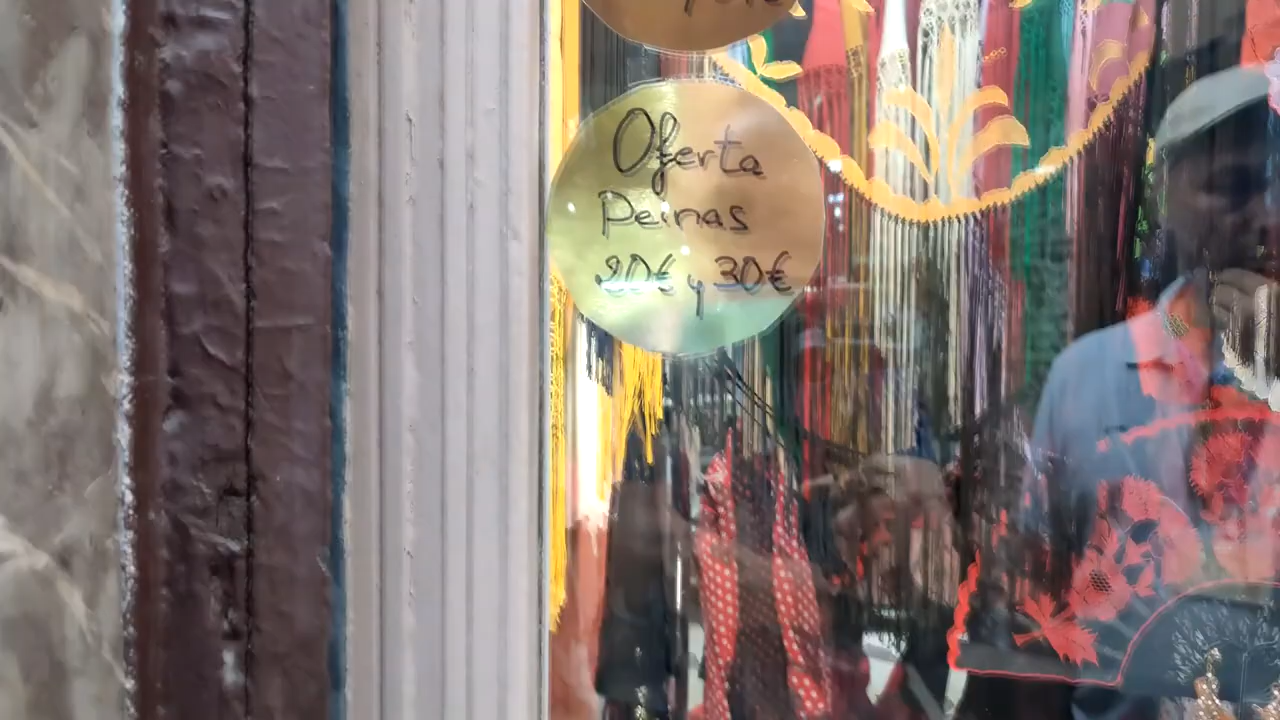 Oferta
Peinas
20€ y 30€